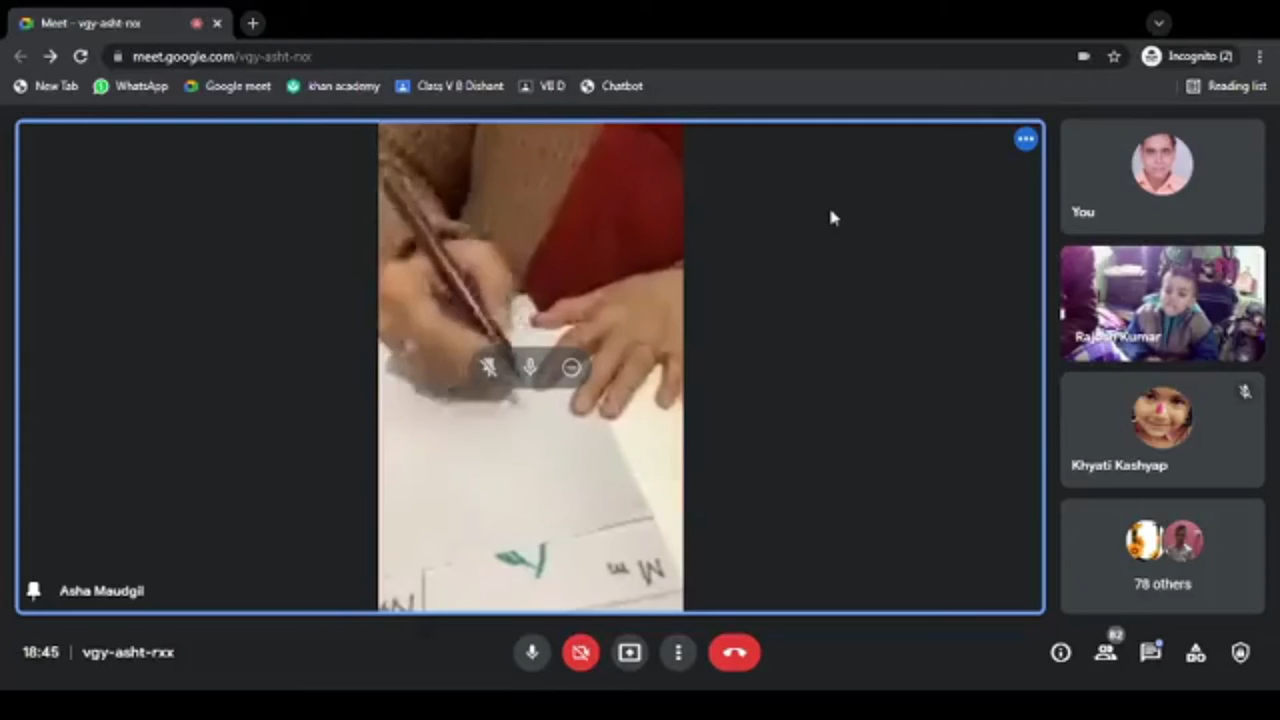 Meet - vgy-asht-rxx
meet.google.com/vgy-asht-rxx
Incognito (2)
New Tab
WhatsApp
Google meet
khan academy
Class V B Dishant
VB D
Chatbot
Reading list
You
Rajesh Kumar
Khyati Kashyap
78 others
M m
Asha Maudgil
18:45 | vgy-asht-rxx
82